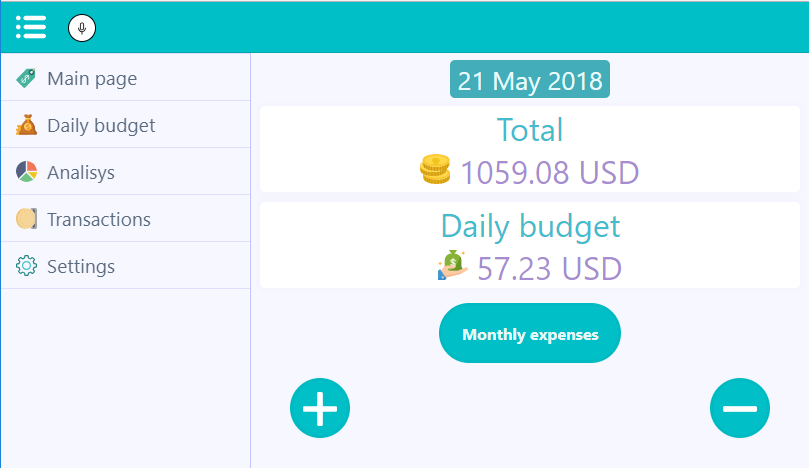 Main page
Daily budget
Analisys
Transactions
Settings
21 May 2018
Total
1059.08 USD
Daily budget
57.23 USD
Monthly expenses